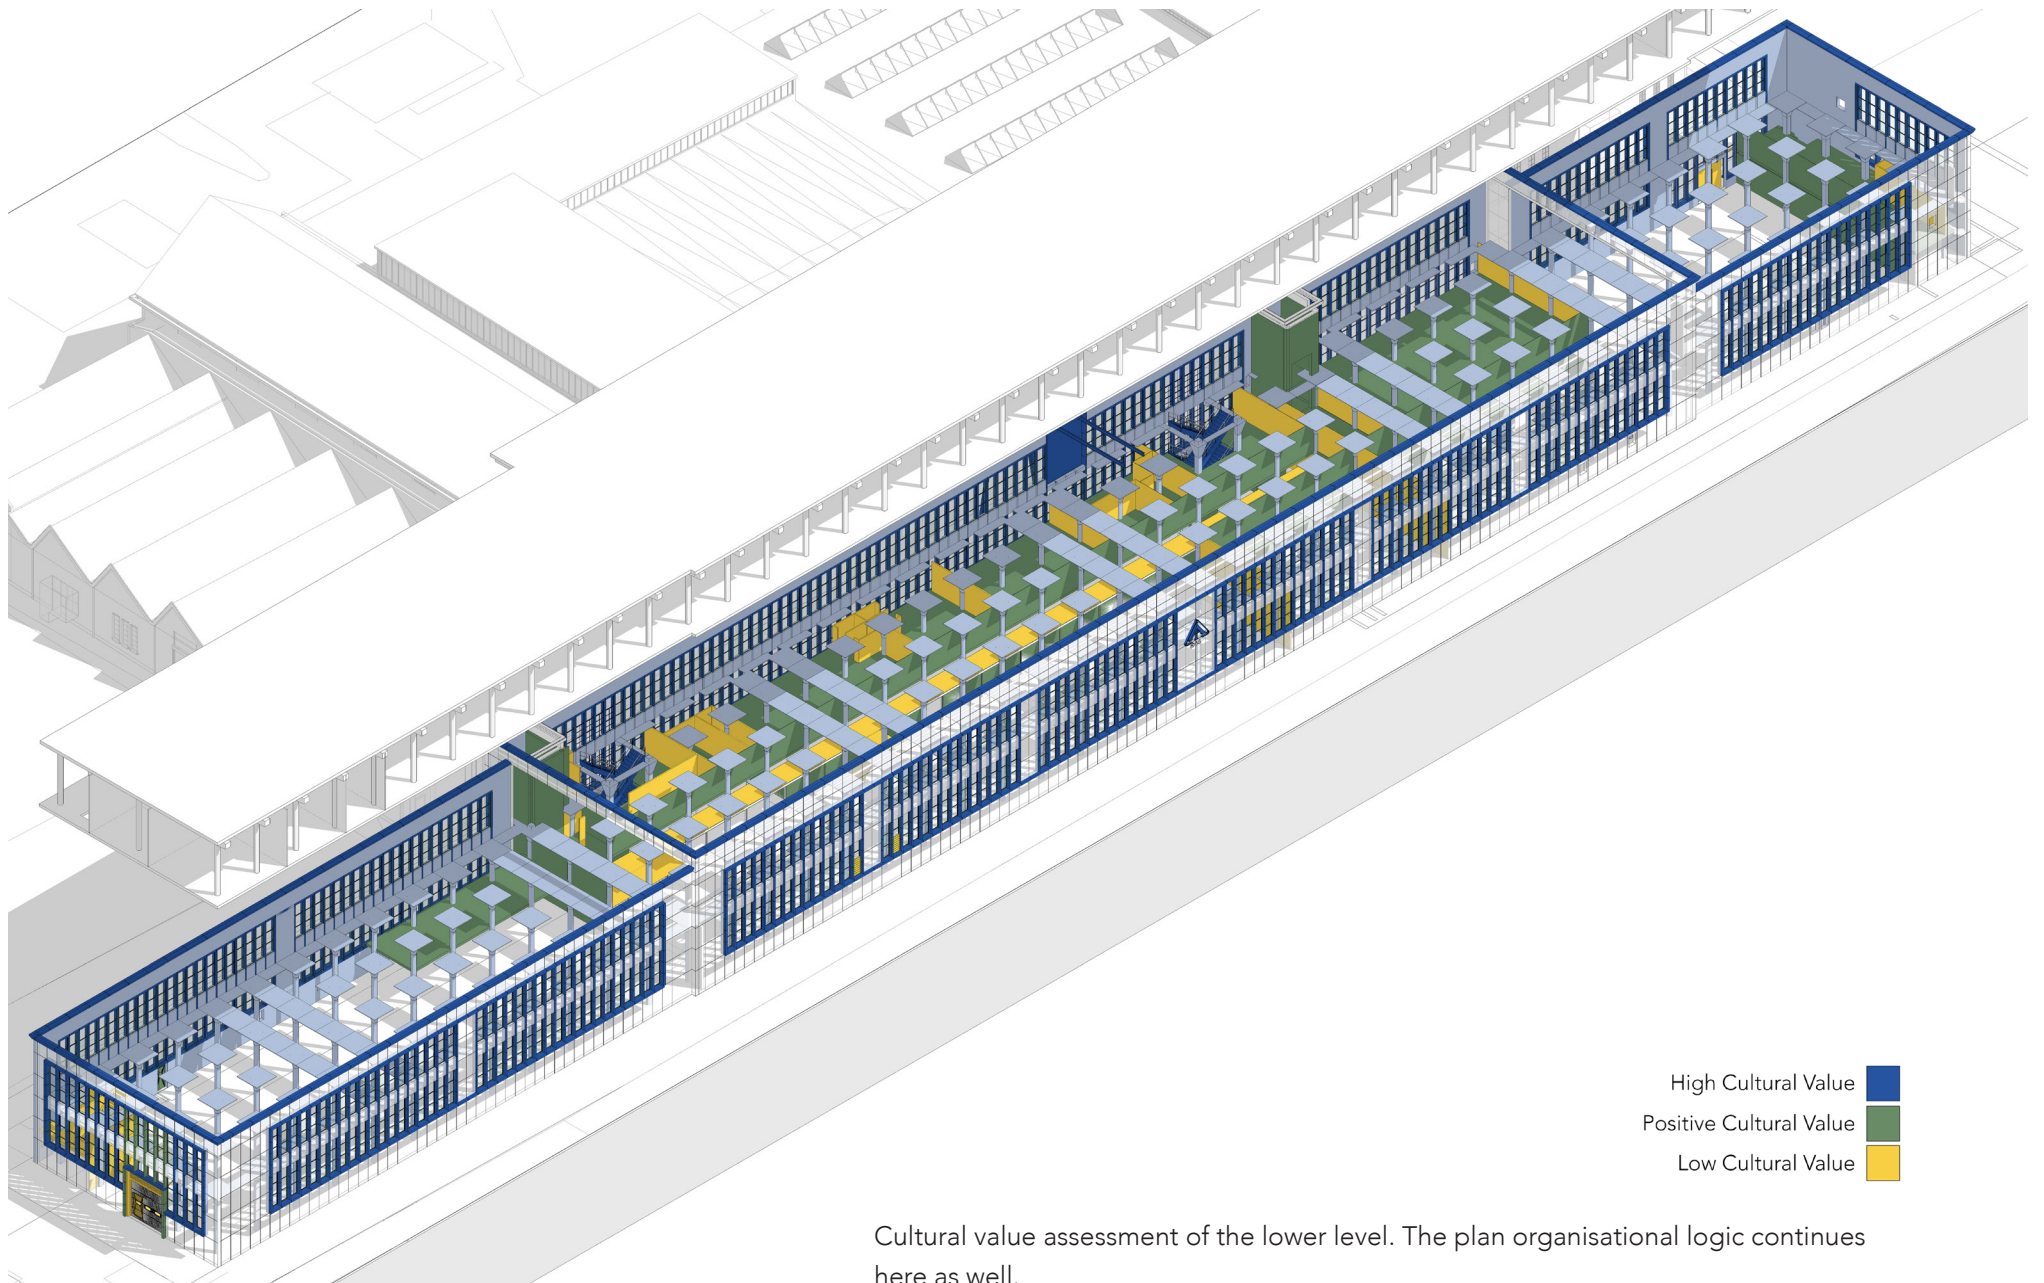 High Cultural Value
Positive Cultural Value
Low Cultural Value
Cultural value assessment of the lower level. The plan organisational logic continues
here as well.